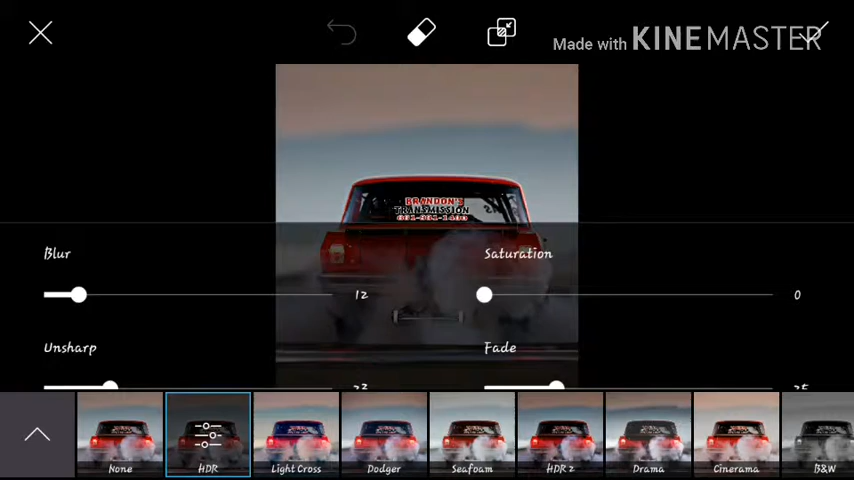 Made with KINEMASTER
BRANDON'S
TRANSMISSION
Blur
12
Saturation
0
Unsharp
Fade
None
HDR
Light Cross
Dodger
Seafoam
HDR 2
Drama
Cinerama
B&W